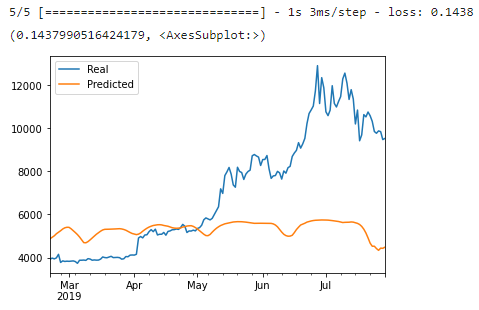 5/5 [==============================] - 1s 3ms/step - loss: 0.1438
(0.1437990516424179, <AxesSubplot:>)
Real
Predicted
12000
10000
8000
6000
4000
Mar Apr May Jun Jul
2019